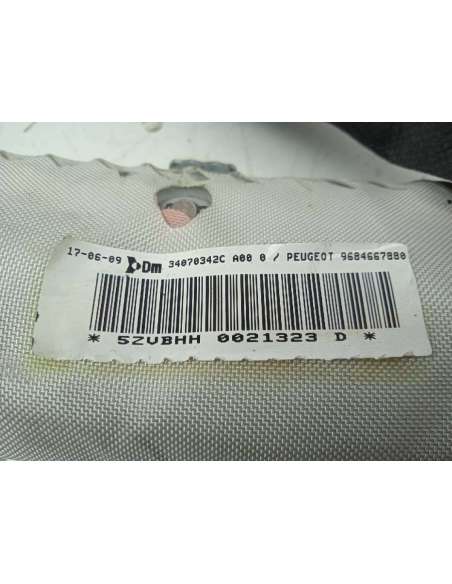 17-06-09 Dm 34070342C A00 0 / PEUGEOT 9684667880
* 5ZVBHH 0021323 D *